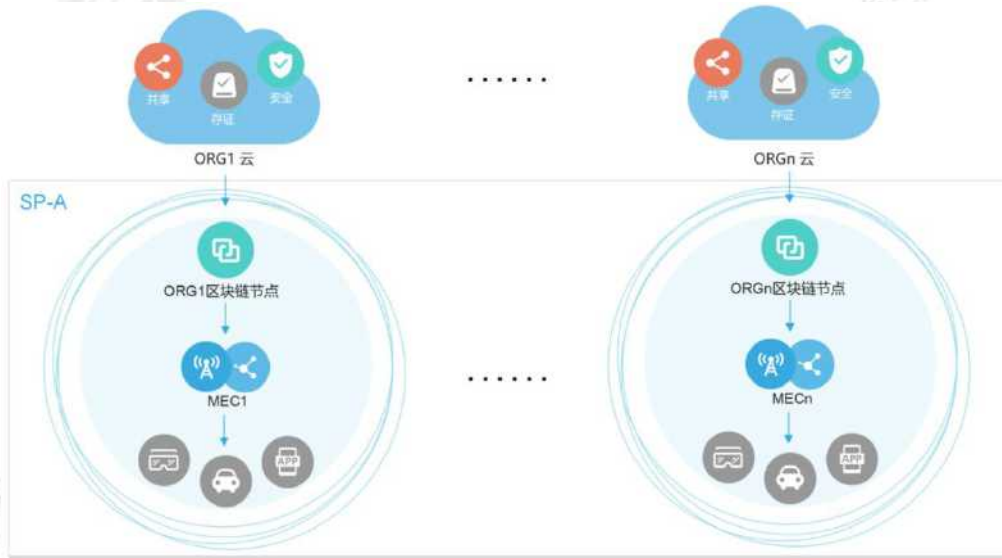 共享
存证
安全
......
共享
存证
安全
ORG1 云
ORGn 云
SP-A
ORG1区块链节点
ORGn区块链节点
MEC1
......
MECn
APP
APP